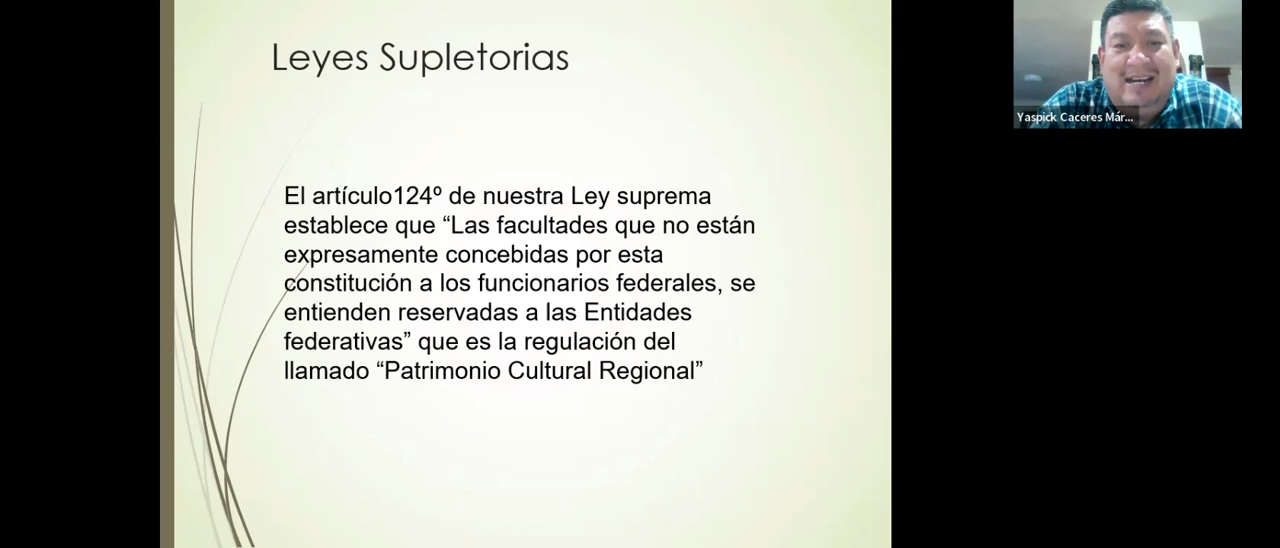 Leyes Supletorias
El artículo124º de nuestra Ley suprema
establece que “Las facultades que no están
expresamente concebidas por esta
constitución a los funcionarios federales, se
entienden reservadas a las Entidades
federativas” que es la regulación del
llamado “Patrimonio Cultural Regional”
Yaspick Caceres Már...